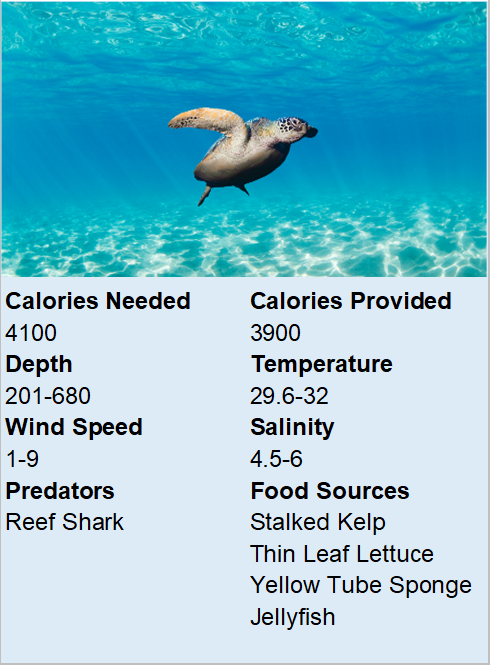 Calories Needed
4100
Depth
201-680
Wind Speed
1-9
Predators
Reef Shark
Calories Provided
3900
Temperature
29.6-32
Salinity
4.5-6
Food Sources
Stalked Kelp
Thin Leaf Lettuce
Yellow Tube Sponge
Jellyfish